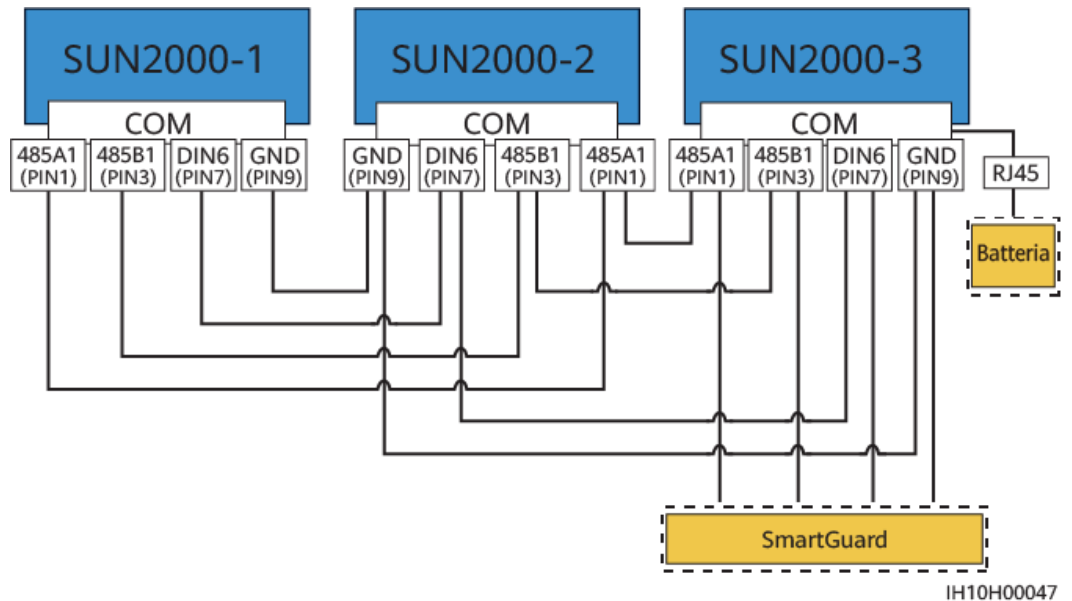 SUN2000-1
SUN2000-2
SUN2000-3
COM
COM
COM
485A1
(PIN1)
485B1
(PIN3)
DIN6
(PIN7)
GND
(PIN9)
GND
(PIN9)
DIN6
(PIN7)
485B1
(PIN3)
485A1
(PIN1)
485A1
(PIN1)
485B1
(PIN3)
DIN6
(PIN7)
GND
(PIN9)
RJ45
Batteria
SmartGuard
IH10H00047